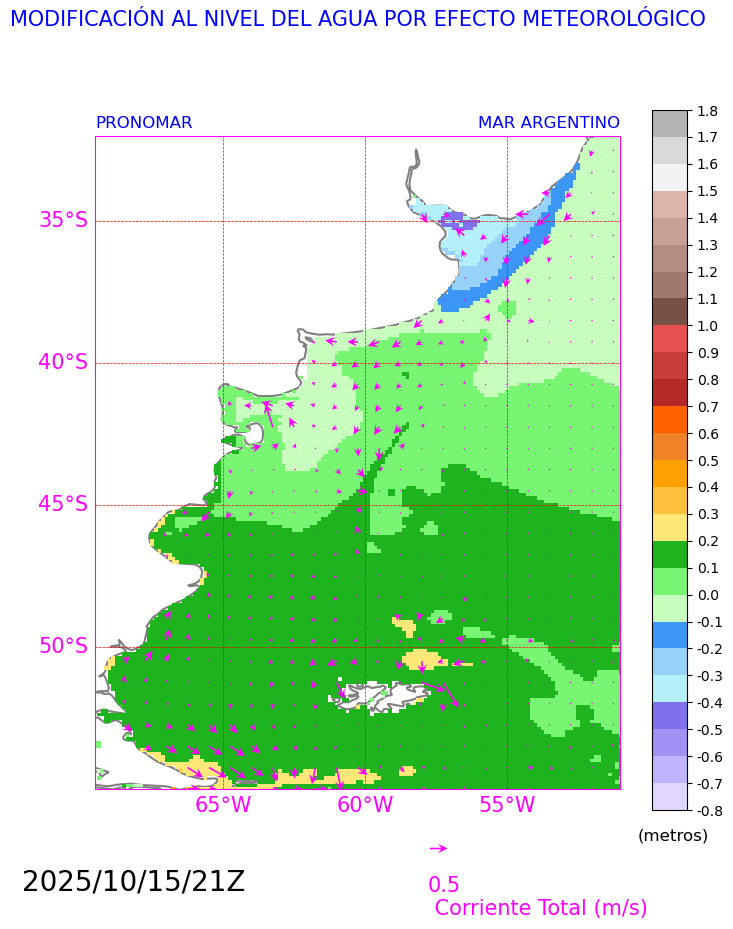 MODIFICACIÓN AL NIVEL DEL AGUA POR EFECTO METEOROLÓGICO
PRONOMAR MAR ARGENTINO
35°S
40°S
45°S
50°S
65°W 60°W 55°W
1.8
1.7
1.6
1.5
1.4
1.3
1.2
1.1
1.0
0.9
0.8
0.7
0.6
0.5
0.4
0.3
0.2
0.1
0.0
-0.1
-0.2
-0.3
-0.4
-0.5
-0.6
-0.7
-0.8
(metros)
2025/10/15/21Z
0.5
Corriente Total (m/s)